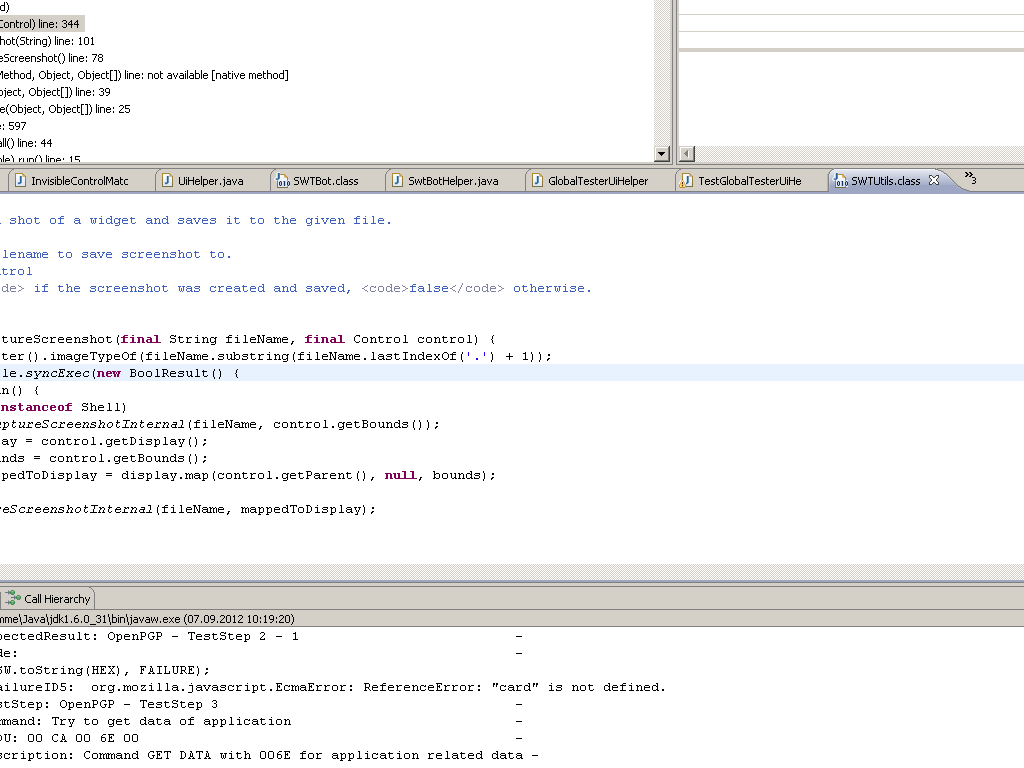 d)
Control) line: 344
hot(String) line: 101
eScreenshot() line: 78
Method, Object, Object[]) line: not available [native method]
bject, Object[]) line: 39
e(Object, Object[]) line: 25
: 597
all() line: 44
ble).run() line: 15
InvisibleControlMatc UiHelper.java SWTBot.class SwtBotHelper.java GlobalTesterUiHelper TestGlobalTesterUiHe SWTUtils.class »3
shot of a widget and saves it to the given file.
lename to save screenshot to.
trol
de> if the screenshot was created and saved, <code>false</code> otherwise.
tureScreenshot(final String fileName, final Control control) {
ter().imageTypeOf(fileName.substring(fileName.lastIndexOf('.') + 1));
le.syncExec(new BoolResult() {
n() {
nstanceof Shell)
aptureScreenshotInternal(fileName, control.getBounds());
ay = control.getDisplay();
nds = control.getBounds();
pedToDisplay = display.map(control.getParent(), null, bounds);
eScreenshotInternal(fileName, mappedToDisplay);
Call Hierarchy
mme\Java\jdk1.6.0_31\bin\javaw.exe (07.09.2012 10:19:20)
pectedResult: OpenPGP - TestStep 2 - 1 -
de: -
SW.toString(HEX), FAILURE);
ailureID5: org.mozilla.javascript.EcmaError: ReferenceError: "card" is not defined.
stStep: OpenPGP - TestStep 3 -
mmand: Try to get data of application -
DU: 00 CA 00 6E 00 -
scription: Command GET DATA with 006E for application related data -